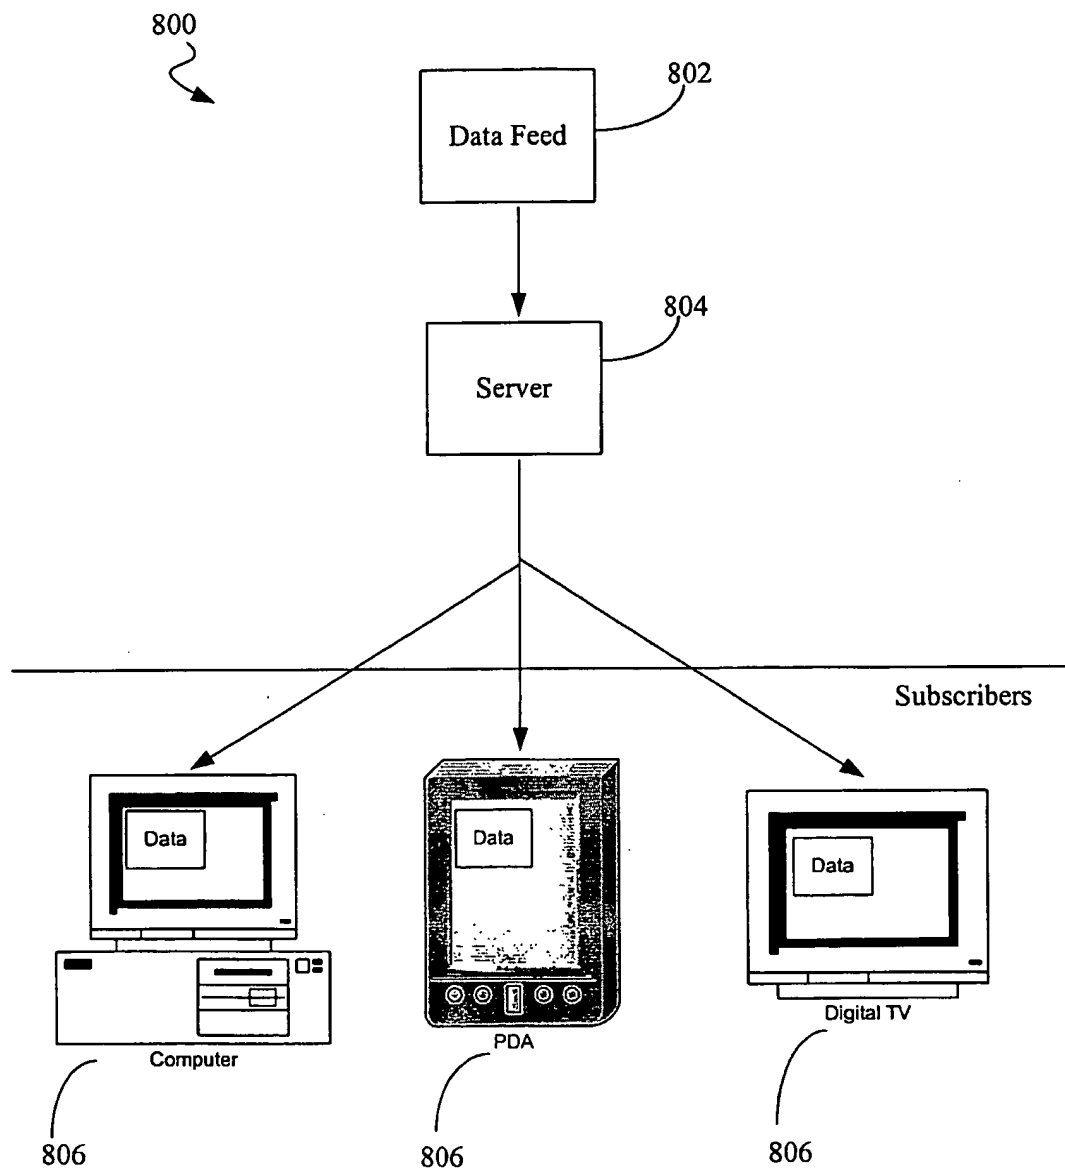 800
802
Data Feed
804
Server
Subscribers
Data
Data
Data
Computer
PDA
Digital TV
806
806
806